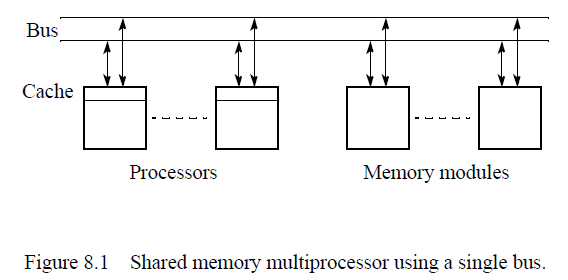 Bus
Cache
Processors
Memory modules
Figure 8.1 Shared memory multiprocessor using a single bus.